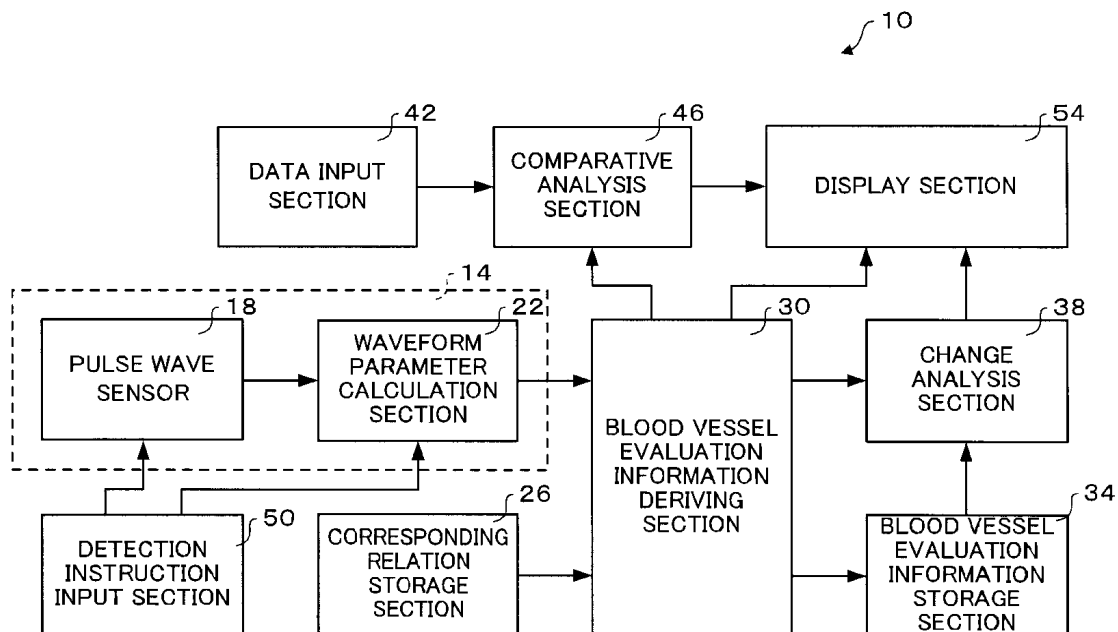 10
42
46
54
DATA INPUT
SECTION
COMPARATIVE
ANALYSIS
SECTION
DISPLAY SECTION
14
18
22
30
38
PULSE WAVE
SENSOR
WAVEFORM
PARAMETER
CALCULATION
SECTION
BLOOD VESSEL
EVALUATION
INFORMATION
DERIVING
SECTION
CHANGE
ANALYSIS
SECTION
50
26
34
DETECTION
INSTRUCTION
INPUT SECTION
CORRESPONDING
RELATION
STORAGE
SECTION
BLOOD VESSEL
EVALUATION
INFORMATION
STORAGE
SECTION